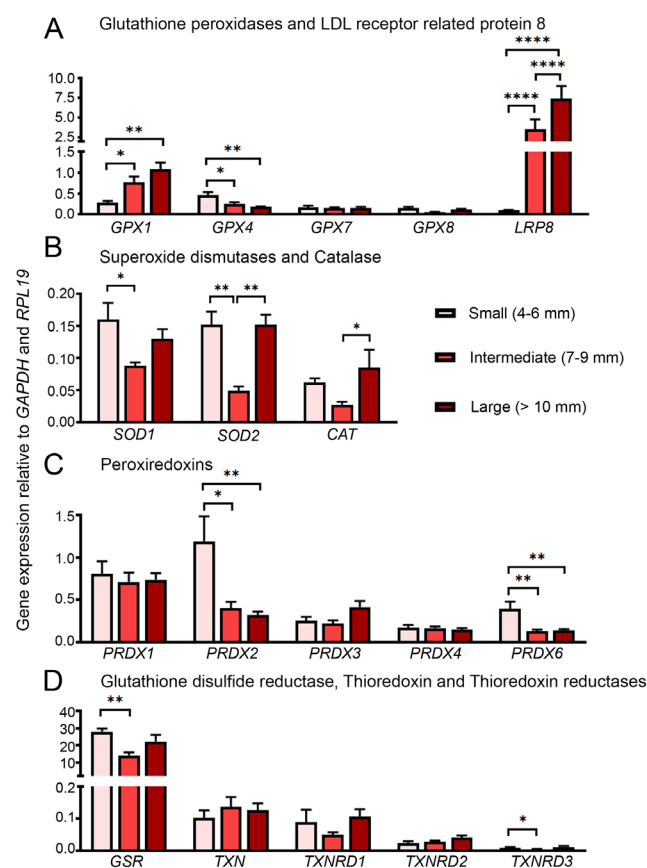 A
Glutathione peroxidases and LDL receptor related protein 8
**** 
****
****
10.0
7.5
5.0
2.5
1.5
1.0
0.5
0.0
**
*
**
*
GPX1 GPX4 GPX7 GPX8 LRP8
B
Superoxide dismutases and Catalase
0.20
0.15
0.10
0.05
0.00
*
** **
*
SOD1 SOD2 CAT
Small (4-6 mm)
Intermediate (7-9 mm)
Large (> 10 mm)
Gene expression relative to GAPDH and RPL19
C
Peroxiredoxins
1.5
1.0
0.5
0.0
**
*
**
**
PRDX1 PRDX2 PRDX3 PRDX4 PRDX6
D
Glutathione disulfide reductase, Thioredoxin and Thioredoxin reductases
40
30
20
10
0.2
0.1
0.0
**
*
GSR TXN TXNRD1 TXNRD2 TXNRD3